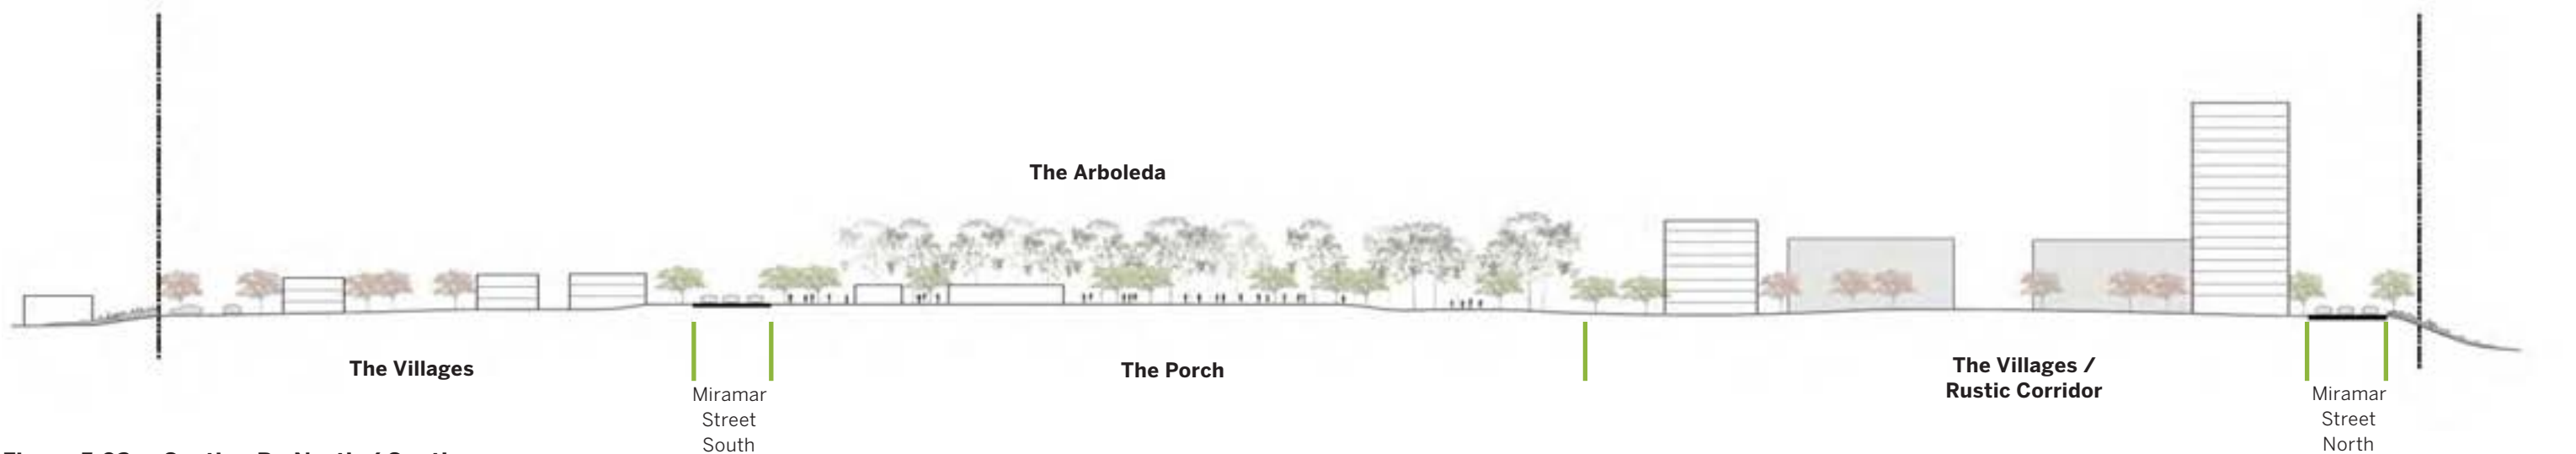 The Arboleda
The Villages
The Porch
The Villages /
Rustic Corridor
Miramar
Street
South
Miramar
Street
North